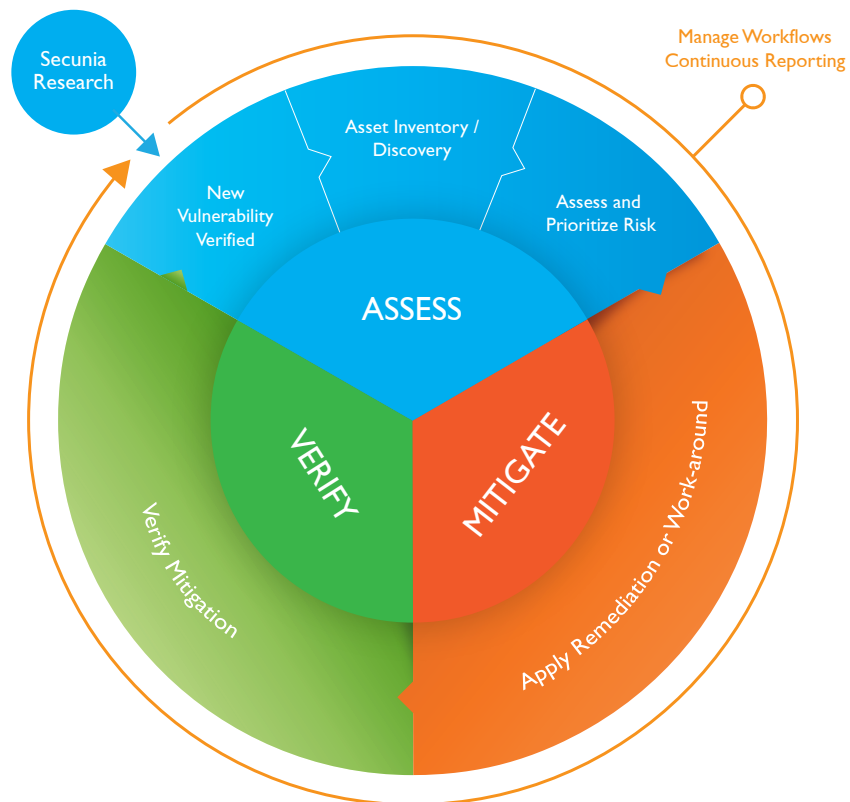 Secunia
Research
Manage Workflows
Continuous Reporting
New
Vulnerability
Verified
Asset Inventory /
Discovery
Assess and
Prioritize Risk
ASSESS
VERIFY
MITIGATE
Verify Mitigation
Apply Remediation or Work-around